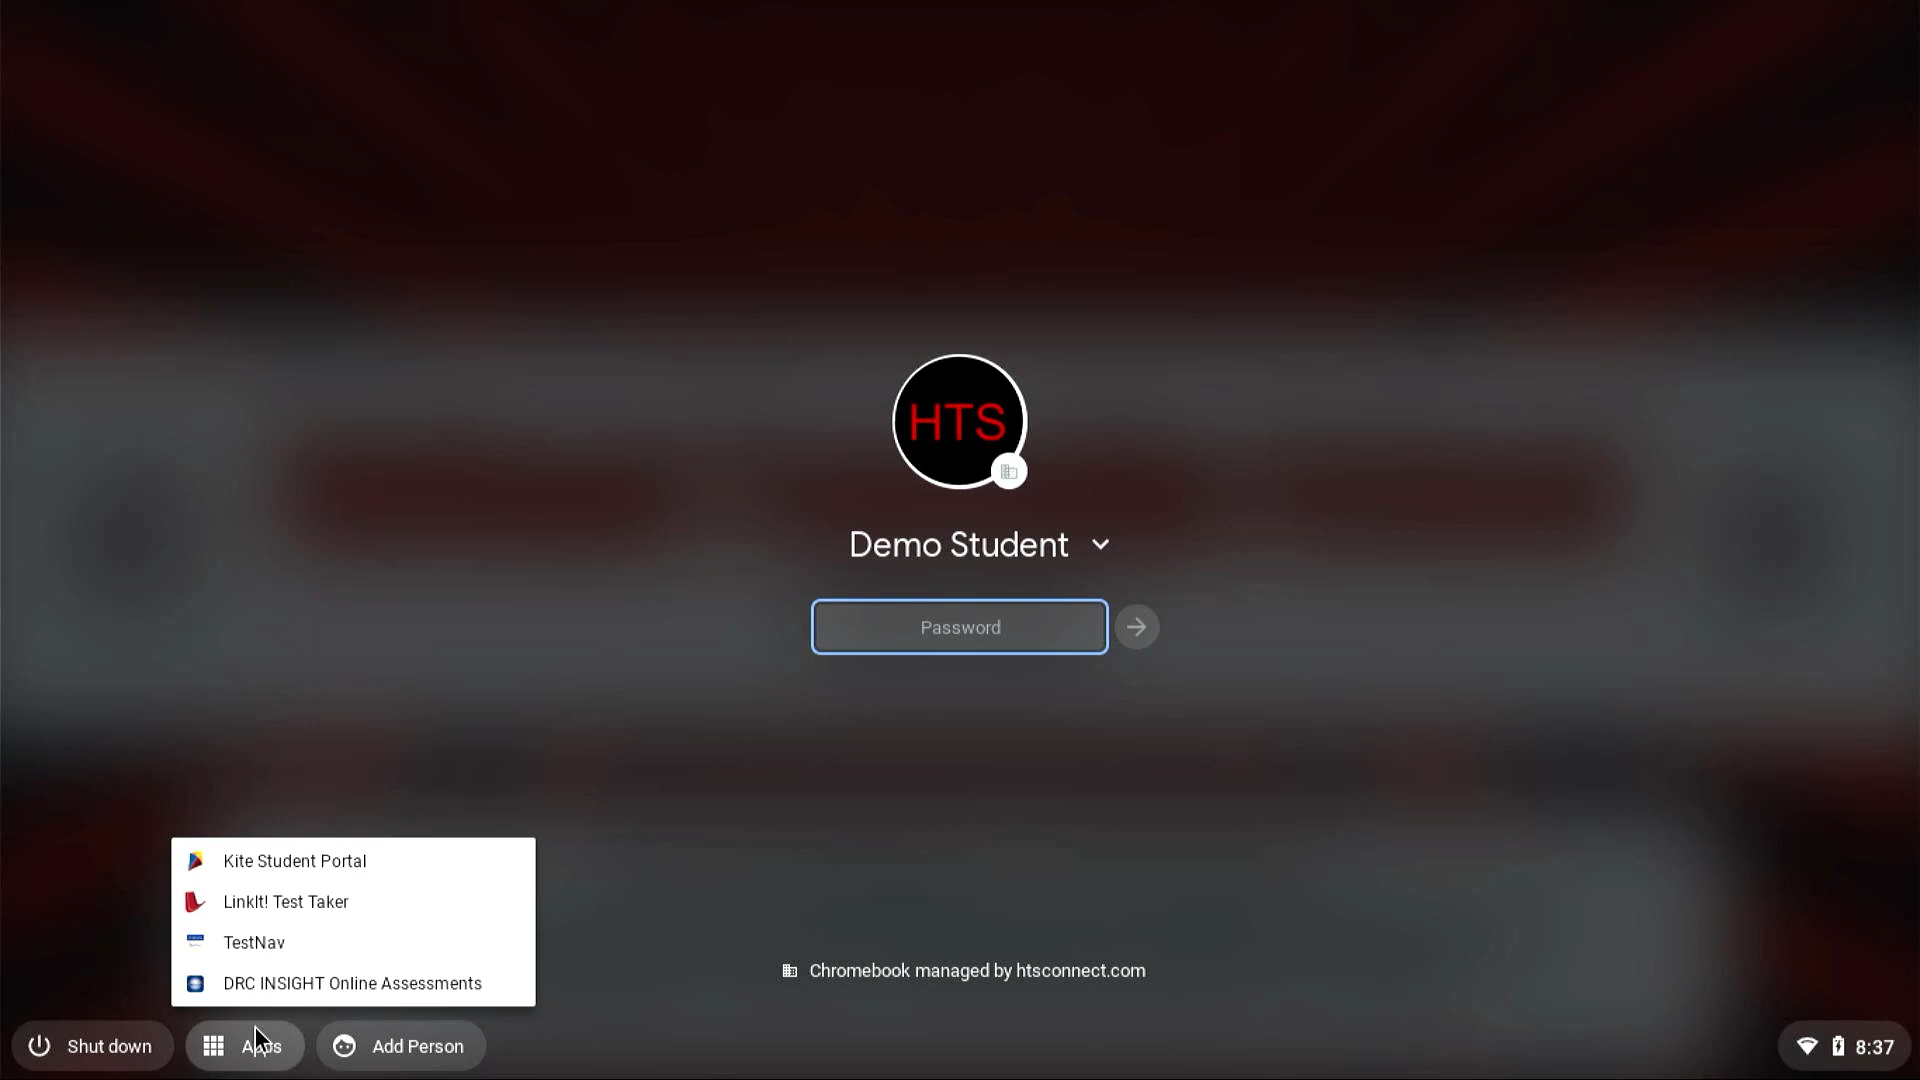 HTS
Demo Student
Password
Kite Student Portal
LinkIt! Test Taker
TestNav
DRC INSIGHT Online Assessments
Chromebook managed by htsconnect.com
Shut down
Apps
Add Person
8:37